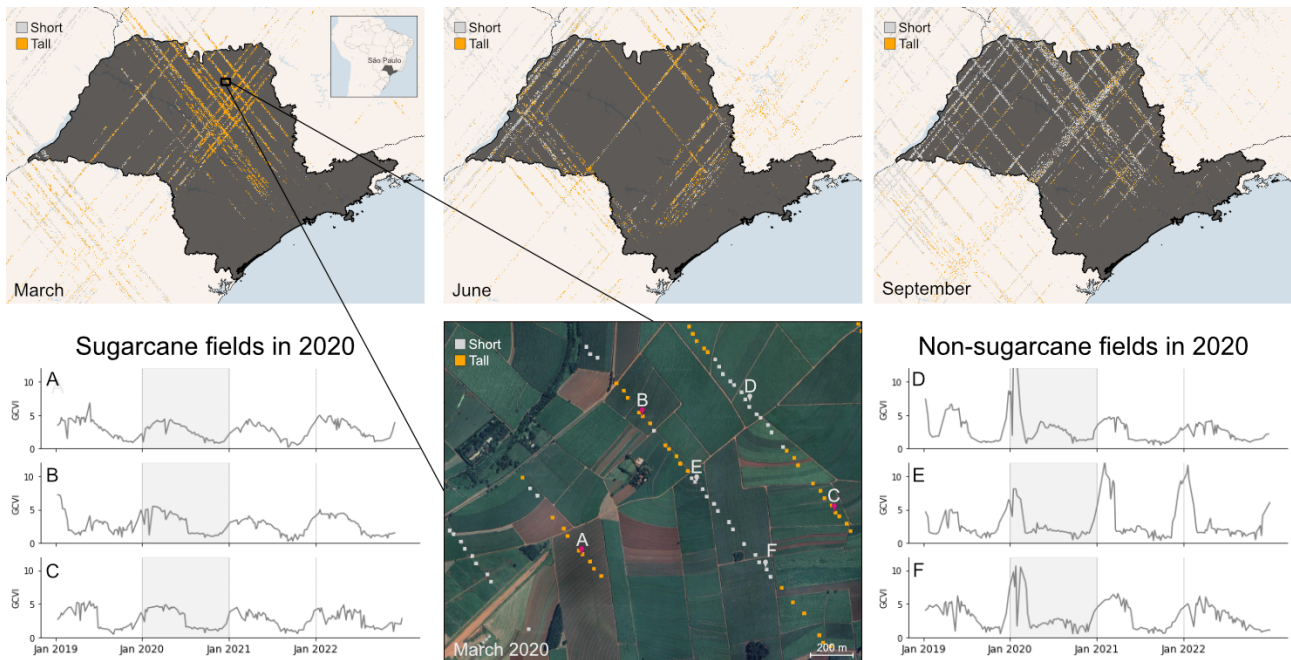 Short
Tall
São Paulo
March
Short
Tall
June
Short
Tall
September
Sugarcane fields in 2020
A
GCVI
10
5
0
B
GCVI
10
5
0
C
GCVI
10
5
0
Jan 2019
Jan 2020
Jan 2021
Jan 2022
Short
Tall
D
B
E
C
A
F
March 2020
200 m
Non-sugarcane fields in 2020
D
GCVI
10
5
0
E
GCVI
10
5
0
F
GCVI
10
5
0
Jan 2019
Jan 2020
Jan 2021
Jan 2022